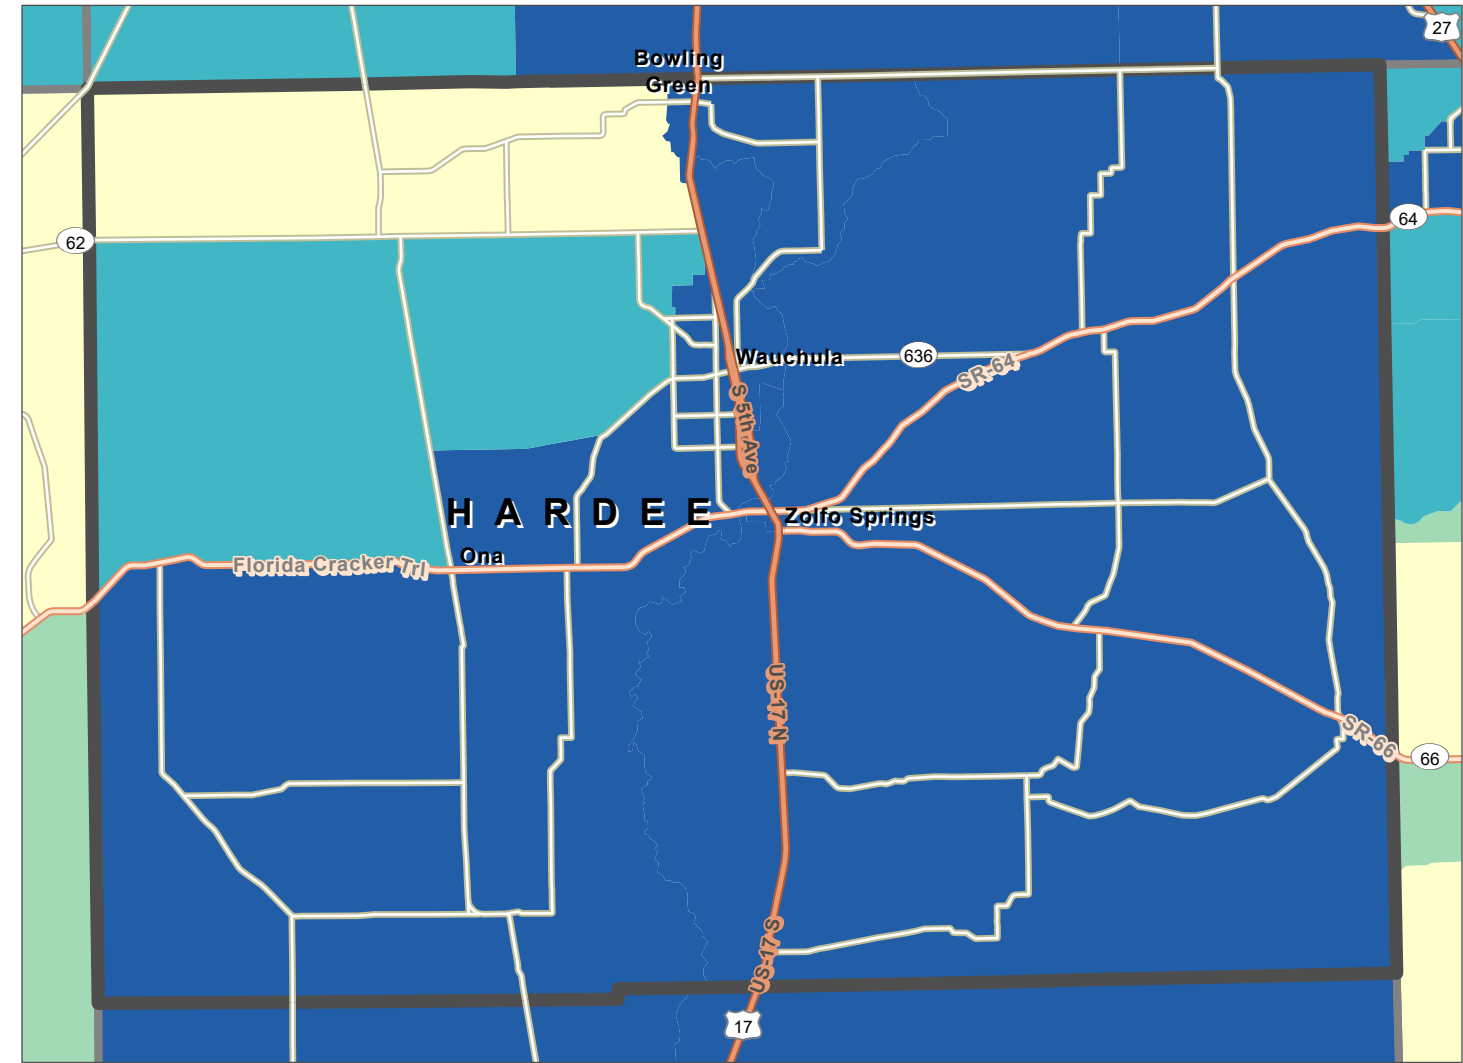 27
Bowling
Green
64
62
636
Wauchula
SR-64
S 5th Ave
HARDEE
Zolfo Springs
Ona
Florida Cracker Trl
US-17 N
SR-66
66
US-17 S
17